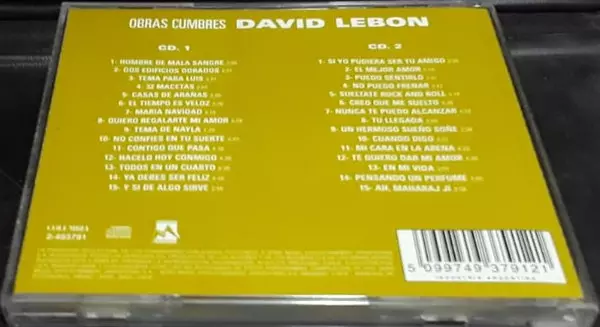 OBRAS CUMBRES DAVID LEBON
CD. 1
1- HOMBRE DE MALA SANGRE
2- DOS EDIFICIOS DORADOS
3- TEMA PARA LUIS
4- 32 MACETAS
5- CASAS DE ARAÑAS
6- EL TIEMPO ES VELOZ
7- MARIA NAVIDAD
8- QUIERO REGALARTE MI AMOR
9- TEMA DE NAYLA
10- NO CONFIES EN TU SUERTE
11- CONTIGO QUE PASA
12- HACELO HOY CONMIGO
13- TODOS EN UN CUARTO
14- YA DEBES SER FELIZ
15- Y SI DE ALGO SIRVE
CD. 2
1- SI YO PUDIERA SER TU AMIGO
2- EL MEJOR AMOR
3- PUEDO SENTIRLO
4- NO PUEDO FRENAR
5- SUELTATE ROCK AND ROLL
6- CREO QUE ME SUELTO
7- NUNCA TE PUEDO ALCANZAR
8- TU LLEGADA
9- UN HERMOSO SUEÑO SOÑE
10- CUANDO DIGO
11- MI CARA EN LA ARENA
12- TE QUIERO DAR MI AMOR
13- EN MI VIDA
14- PENSANDO UN PERFUME
15- AH, MAHARAJ JI
COLUMBIA
2-493791
5 099749 379121
INDUSTRIA ARGENTINA